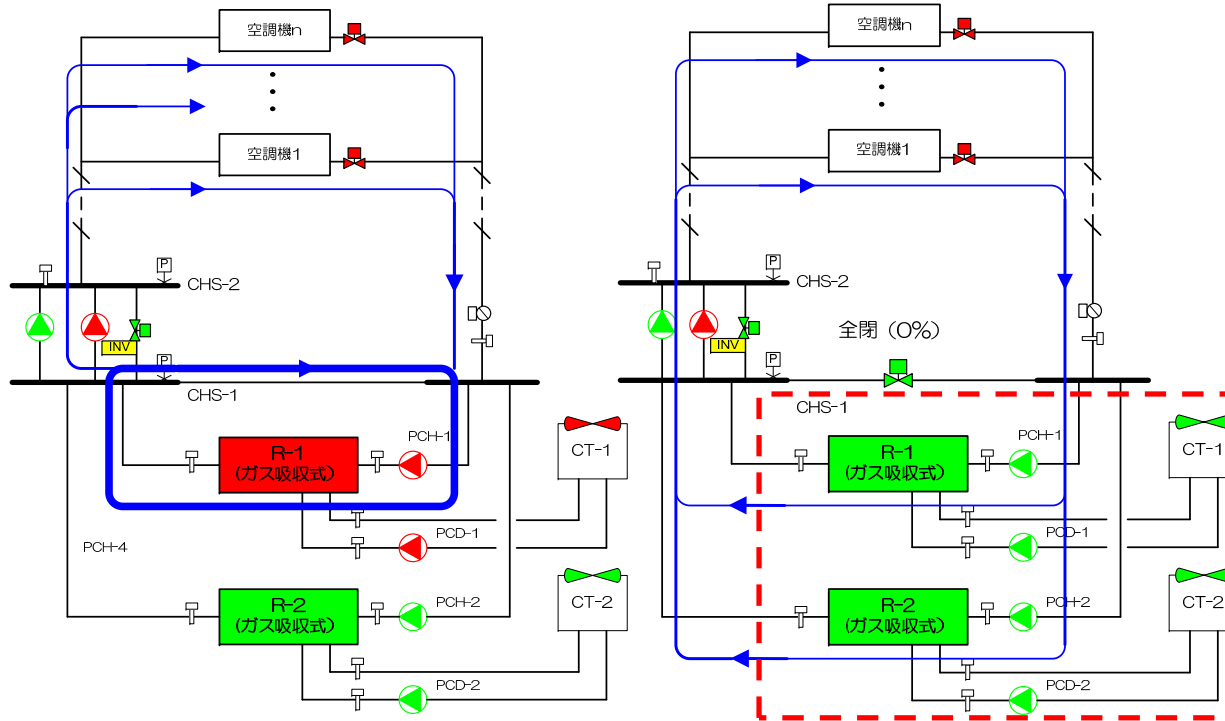 空調機n
空調機1
P
CHS-2
INV
P
CHS-1
PCH-1
R-1
(ガス吸収式)
CT-1
PCD-1
PCH-4
R-2
(ガス吸収式)
PCH-2
CT-2
PCD-2
空調機n
空調機1
P
CHS-2
全閉 (0%)
INV
P
CHS-1
PCH-1
R-1
(ガス吸収式)
CT-1
PCD-1
R-2
(ガス吸収式)
PCH-2
CT-2
PCD-2